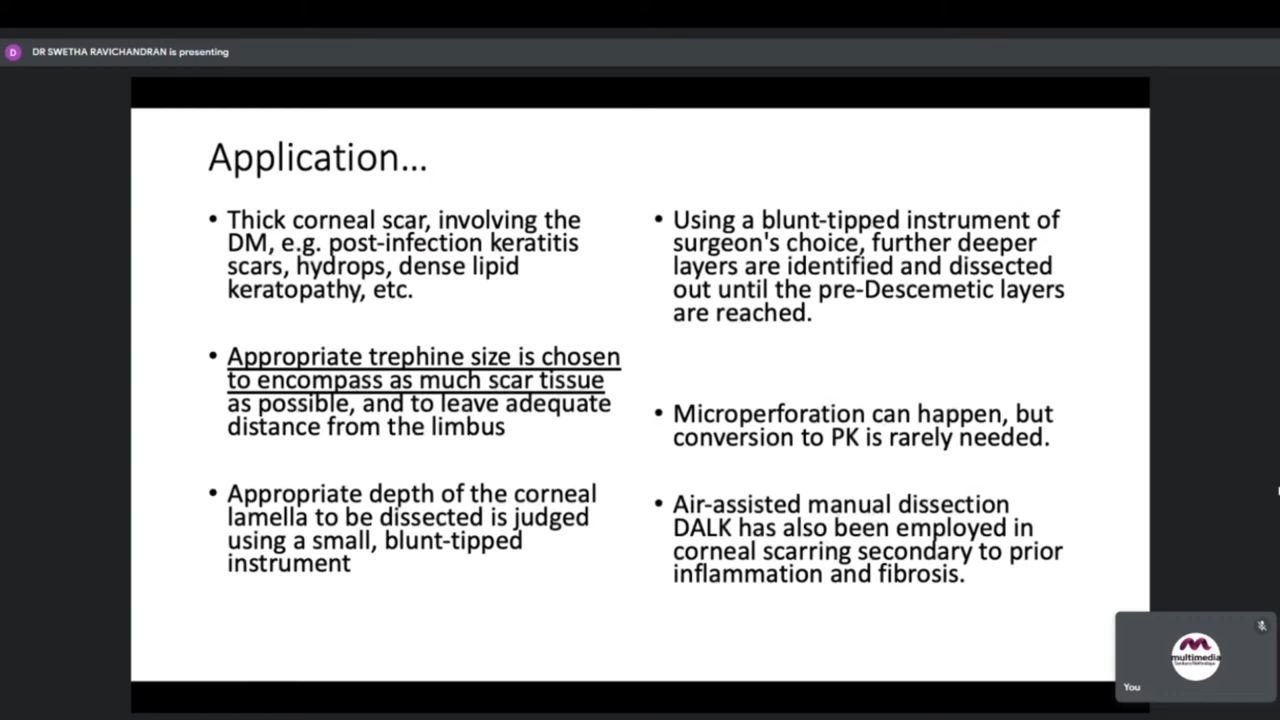 D
DR SWETHA RAVICHANDRAN is presenting
Application...
• Thick corneal scar, involving the
DM, e.g. post-infection keratitis
scars, hydrops, dense lipid
keratopathy, etc.
• Appropriate trephine size is chosen
to encompass as much scar tissue
as possible, and to leave adequate
distance from the limbus
• Appropriate depth of the corneal
lamella to be dissected is judged
using a small, blunt-tipped
instrument
• Using a blunt-tipped instrument of
surgeon's choice, further deeper
layers are identified and dissected
out until the pre-Descemetic layers
are reached.
• Microperforation can happen, but
conversion to PK is rarely needed.
• Air-assisted manual dissection
DALK has also been employed in
corneal scarring secondary to prior
inflammation and fibrosis.
multimedia
You